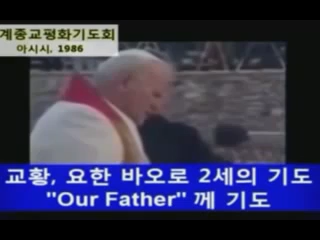 계종교평화기도회
아시시, 1986
교황, 요한 바오로 2세의 기도
"Our Father" 께 기도